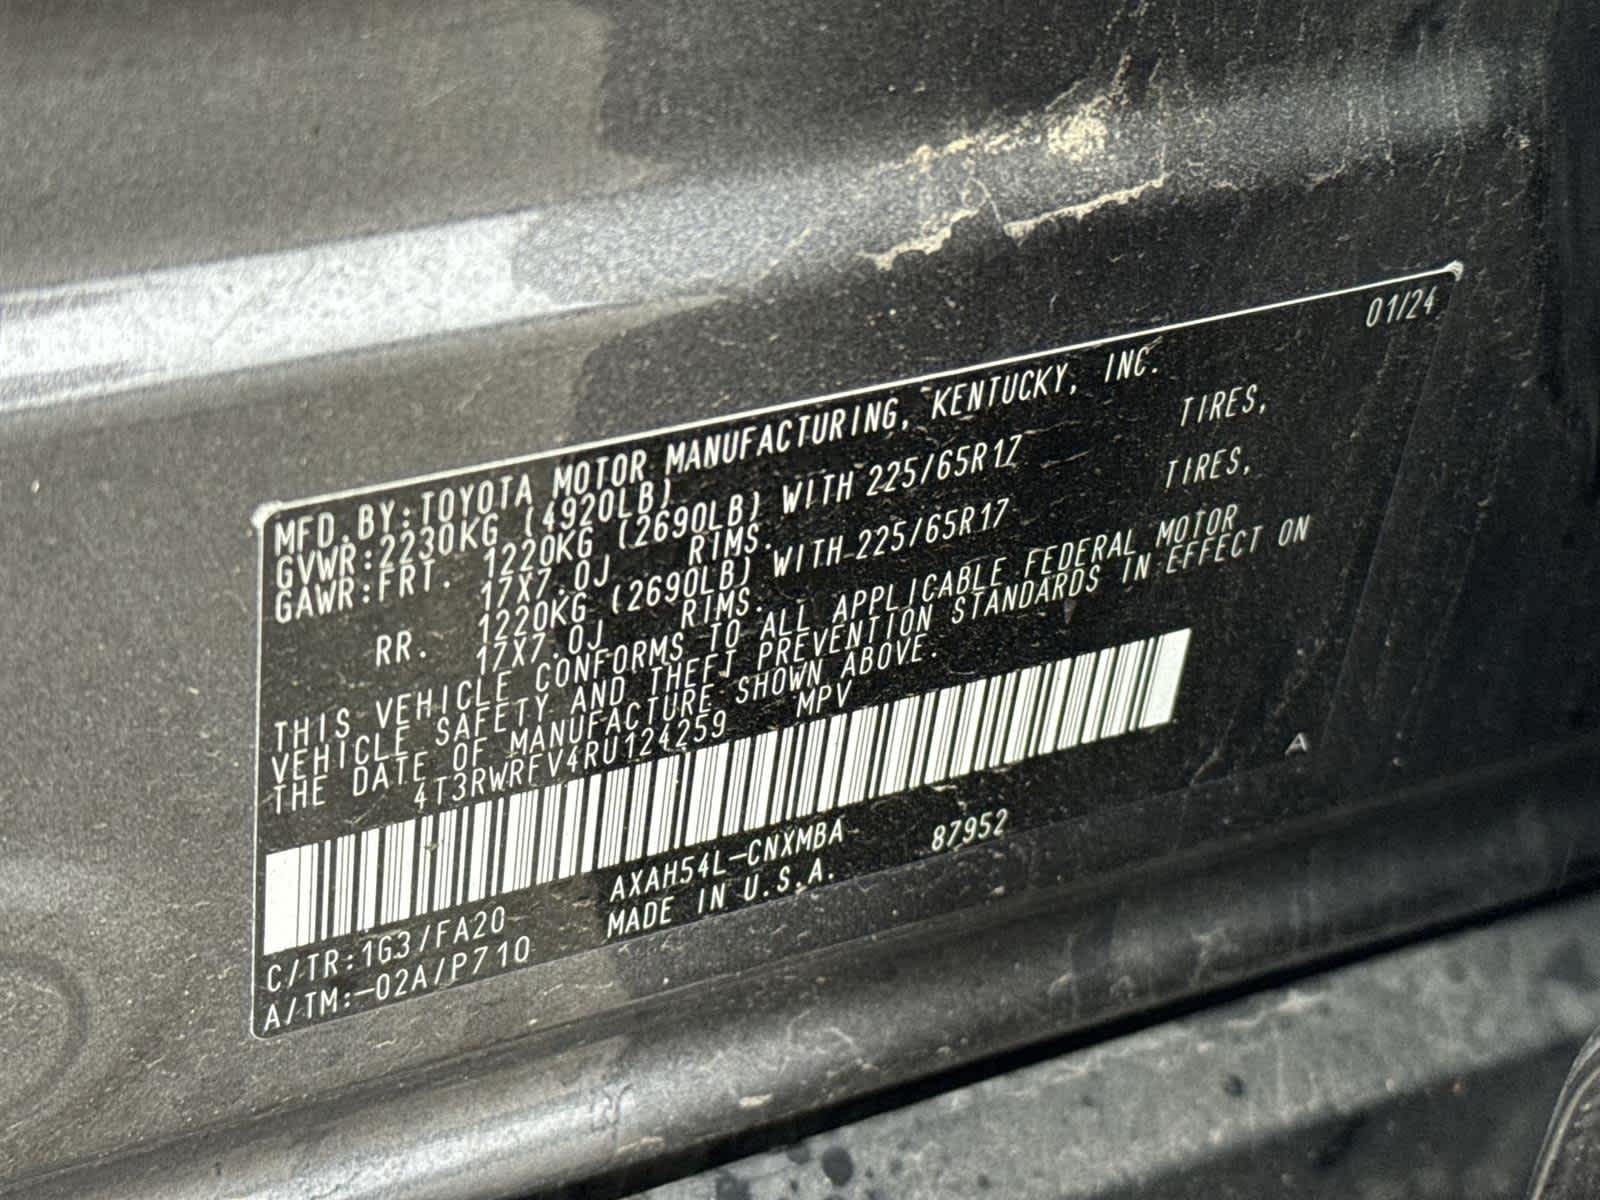 01/24
MFD.BY:TOYOTA MOTOR MANUFACTURING, KENTUCKY, INC.
GVWR:2230KG (4920LB)
GAWR:FRT. 1220KG (2690LB) WITH 225/65R17 TIRES,
17X7.0J RIMS.
RR. 1220KG (2690LB) WITH 225/65R17 TIRES,
17X7.0J RIMS.
THIS VEHICLE CONFORMS TO ALL APPLICABLE FEDERAL MOTOR
VEHICLE SAFETY AND THEFT PREVENTION STANDARDS IN EFFECT ON
THE DATE OF MANUFACTURE SHOWN ABOVE.
4T3RWRFV4RU124259 MPV
AXAH54L-CNXMBA 87952 A
C/TR:1G3/FA20 MADE IN U.S.A.
A/TM:-02A/P710